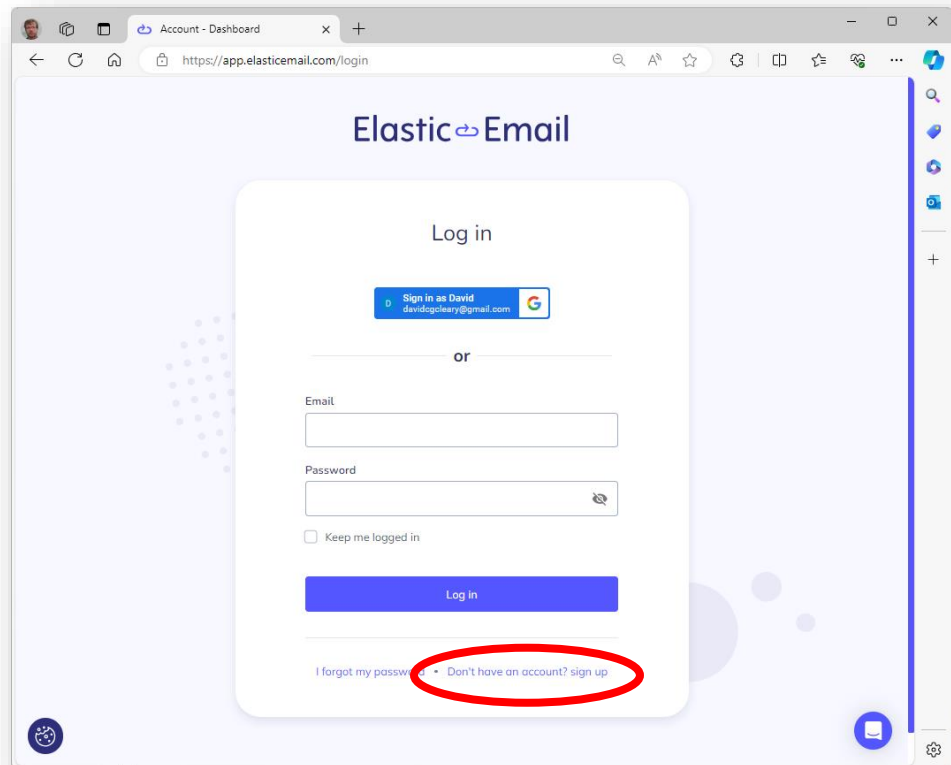 Account - Dashboard
https://app.elasticemail.com/login
Elastic Email
Log in
D
Sign in as David
davidcgcleary@gmail.com
G
or
Email
Password
Keep me logged in
Log in
I forgot my password • Don't have an account? sign up